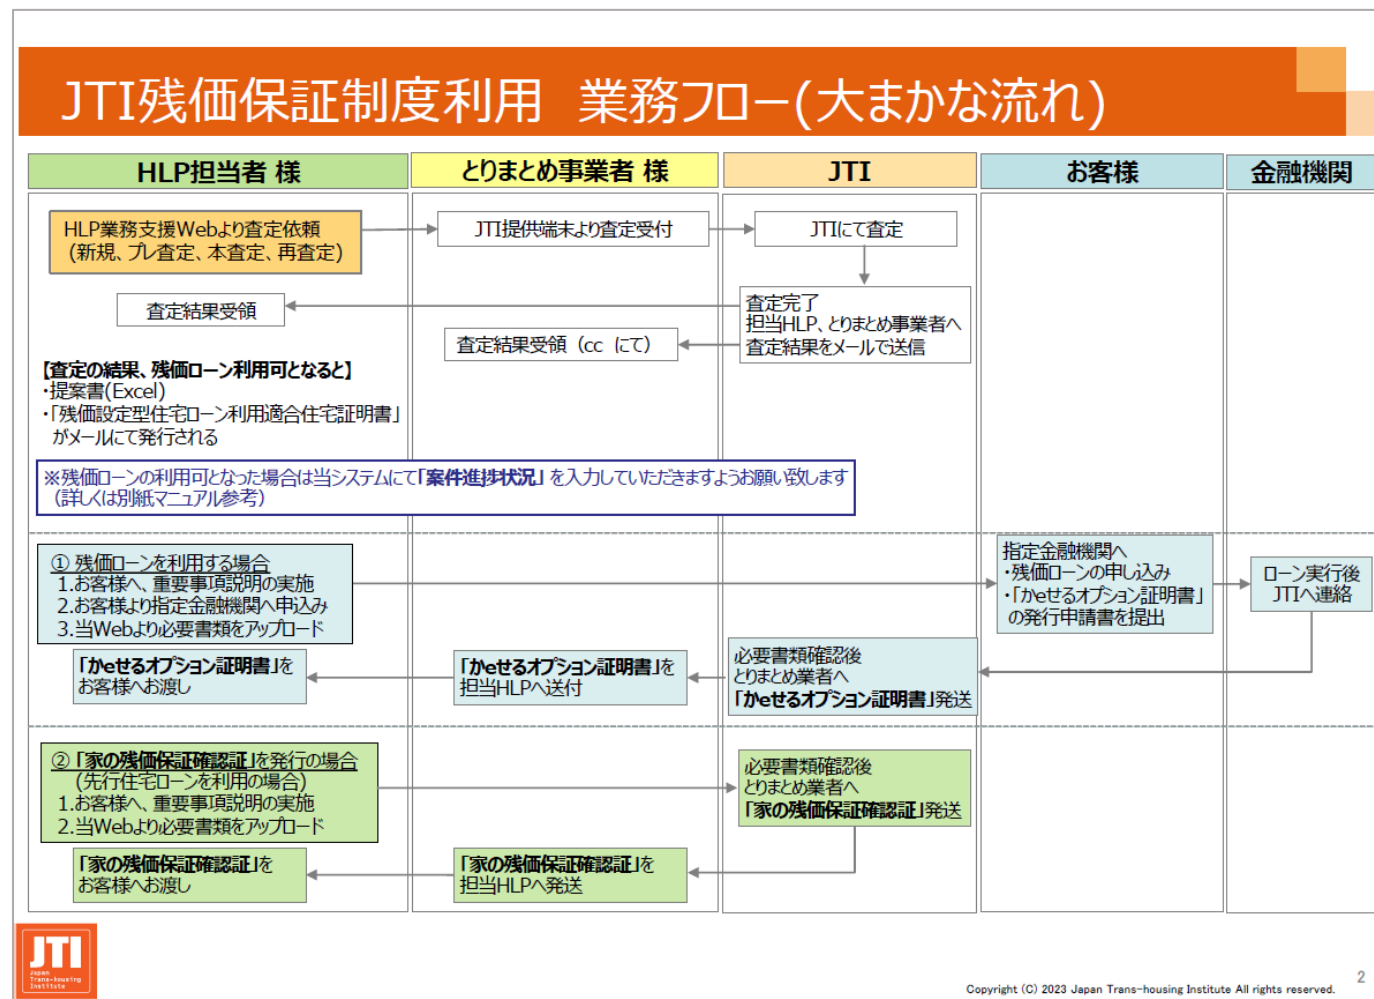 JTI残価保証制度利用　業務フロー(大まかな流れ)
HLP担当者 様
とりまとめ事業者 様
JTI
お客様
金融機関
HLP業務支援Webより査定依頼
(新規、プレ査定、本査定、再査定)
JTI提供端末より査定受付
JTIにて査定
査定結果受領
査定完了
担当HLP、とりまとめ事業者へ
査定結果をメールで送信
査定結果受領（cc にて）
【査定の結果、残価ローン利用可となると】
・提案書(Excel)
・「残価設定型住宅ローン利用適合住宅証明書」
がメールにて発行される
※残価ローンの利用可となった場合は当システムにて「案件進捗状況」を入力していただきますようお願い致します
（詳しくは別紙マニュアル参考）
① 残価ローンを利用する場合
1.お客様へ、重要事項説明の実施
2.お客様より指定金融機関へ申込み
3.当Webより必要書類をアップロード
指定金融機関へ
・残価ローンの申し込み
・「かeせるオプション証明書」
の発行申請書を提出
ローン実行後
JTIへ連絡
「かeせるオプション証明書」を
お客様へお渡し
「かeせるオプション証明書」を
担当HLPへ送付
必要書類確認後
とりまとめ業者へ
「かeせるオプション証明書」発送
② 「家の残価保証確認証」を発行の場合
(先行住宅ローンを利用の場合)
1.お客様へ、重要事項説明の実施
2.当Webより必要書類をアップロード
必要書類確認後
とりまとめ業者へ
「家の残価保証確認証」発送
「家の残価保証確認証」を
お客様へお渡し
「家の残価保証確認証」を
担当HLPへ発送
JTI
Japan
Trans-housing
Institute
Copyright (C) 2023 Japan Trans-housing Institute All rights reserved.
2